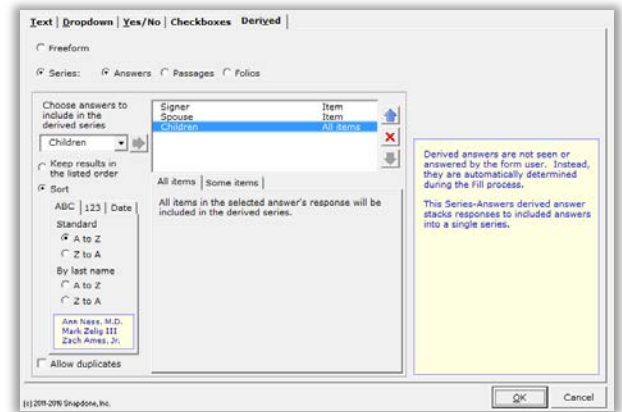 Text | Dropdown | Yes/No | Checkboxes Derived |
Freeform
Series: Answers Passages Folios
Choose answers to
include in the
derived series
Children
Keep results in
the listed order
Sort
ABC | 123 | Date |
Standard
A to Z
Z to A
By last name
A to Z
Z to A
Ann Ness, M.D.
Mark Zelig III
Zach Ames, Jr.
Allow duplicates
Signer Item
Spouse Item
Children All items
All items | Some items |
All items in the selected answer's response will be
included in the derived series.
Derived answers are not seen or
answered by the form user. Instead,
they are automatically determined
during the Fill process.
This Series-Answers derived answer
stacks responses to included answers
into a single series.
(c) 2011-2016 Snapdone, Inc.
OK Cancel